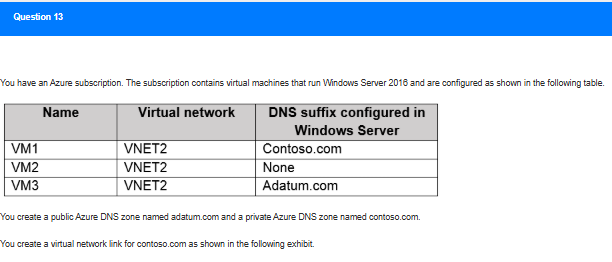 Question 13
You have an Azure subscription. The subscription contains virtual machines that run Windows Server 2016 and are configured as shown in the following table.
Name Virtual network DNS suffix configured in Windows Server
VM1 VNET2 Contoso.com
VM2 VNET2 None
VM3 VNET2 Adatum.com
You create a public Azure DNS zone named adatum.com and a private Azure DNS zone named contoso.com.
You create a virtual network link for contoso.com as shown in the following exhibit.